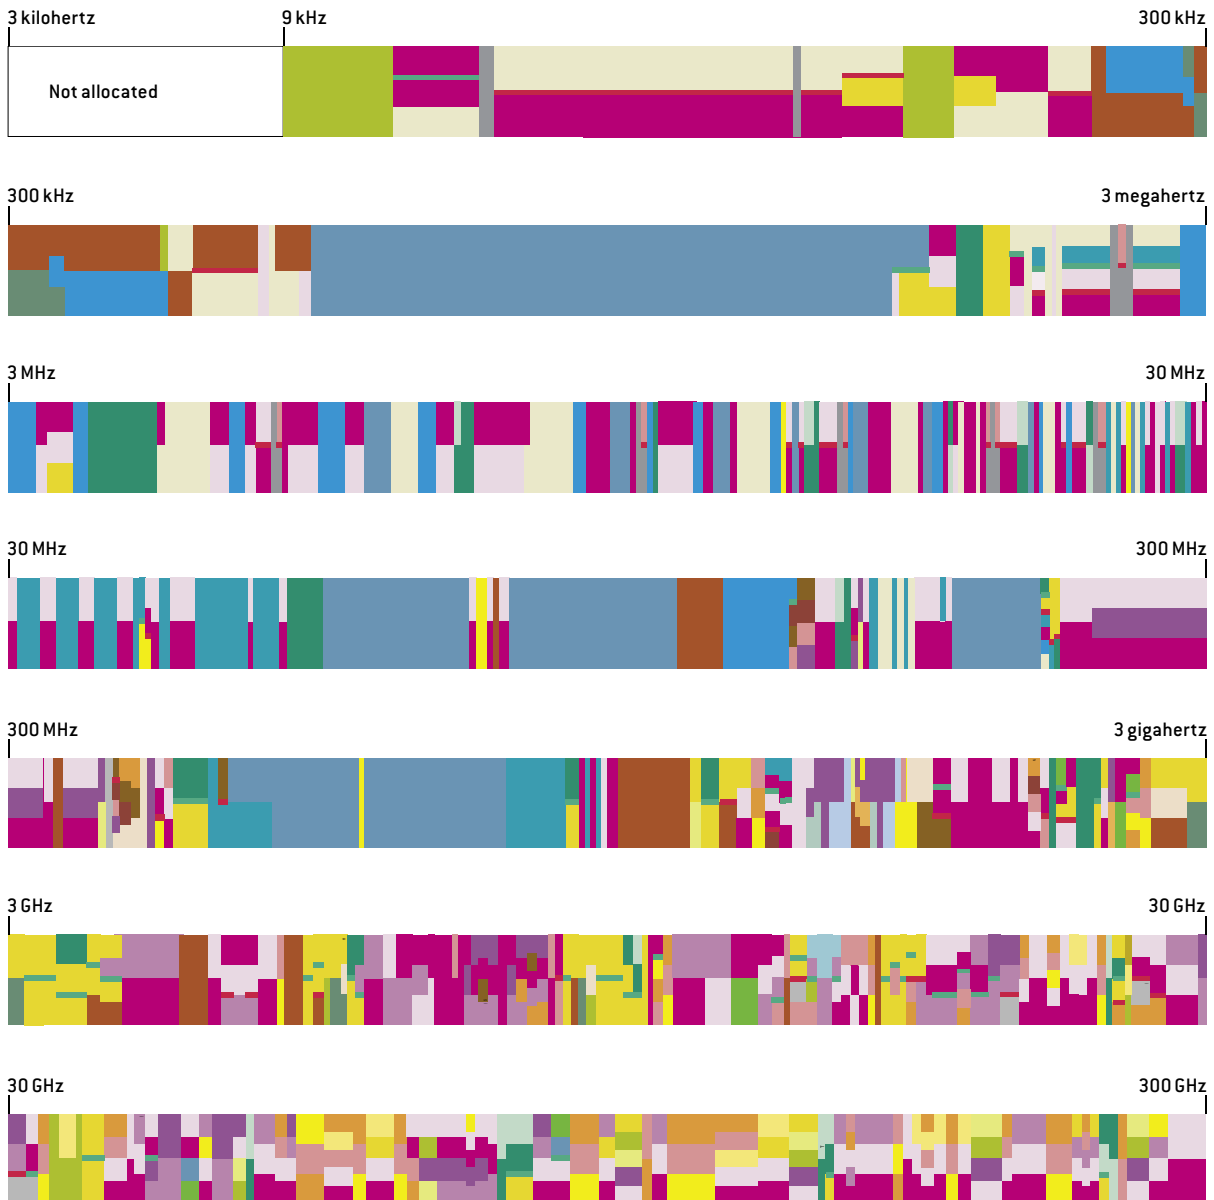 3 kilohertz 9 kHz 300 kHz
Not allocated
300 kHz 3 megahertz
3 MHz 30 MHz
30 MHz 300 MHz
300 MHz 3 gigahertz
3 GHz 30 GHz
30 GHz 300 GHz